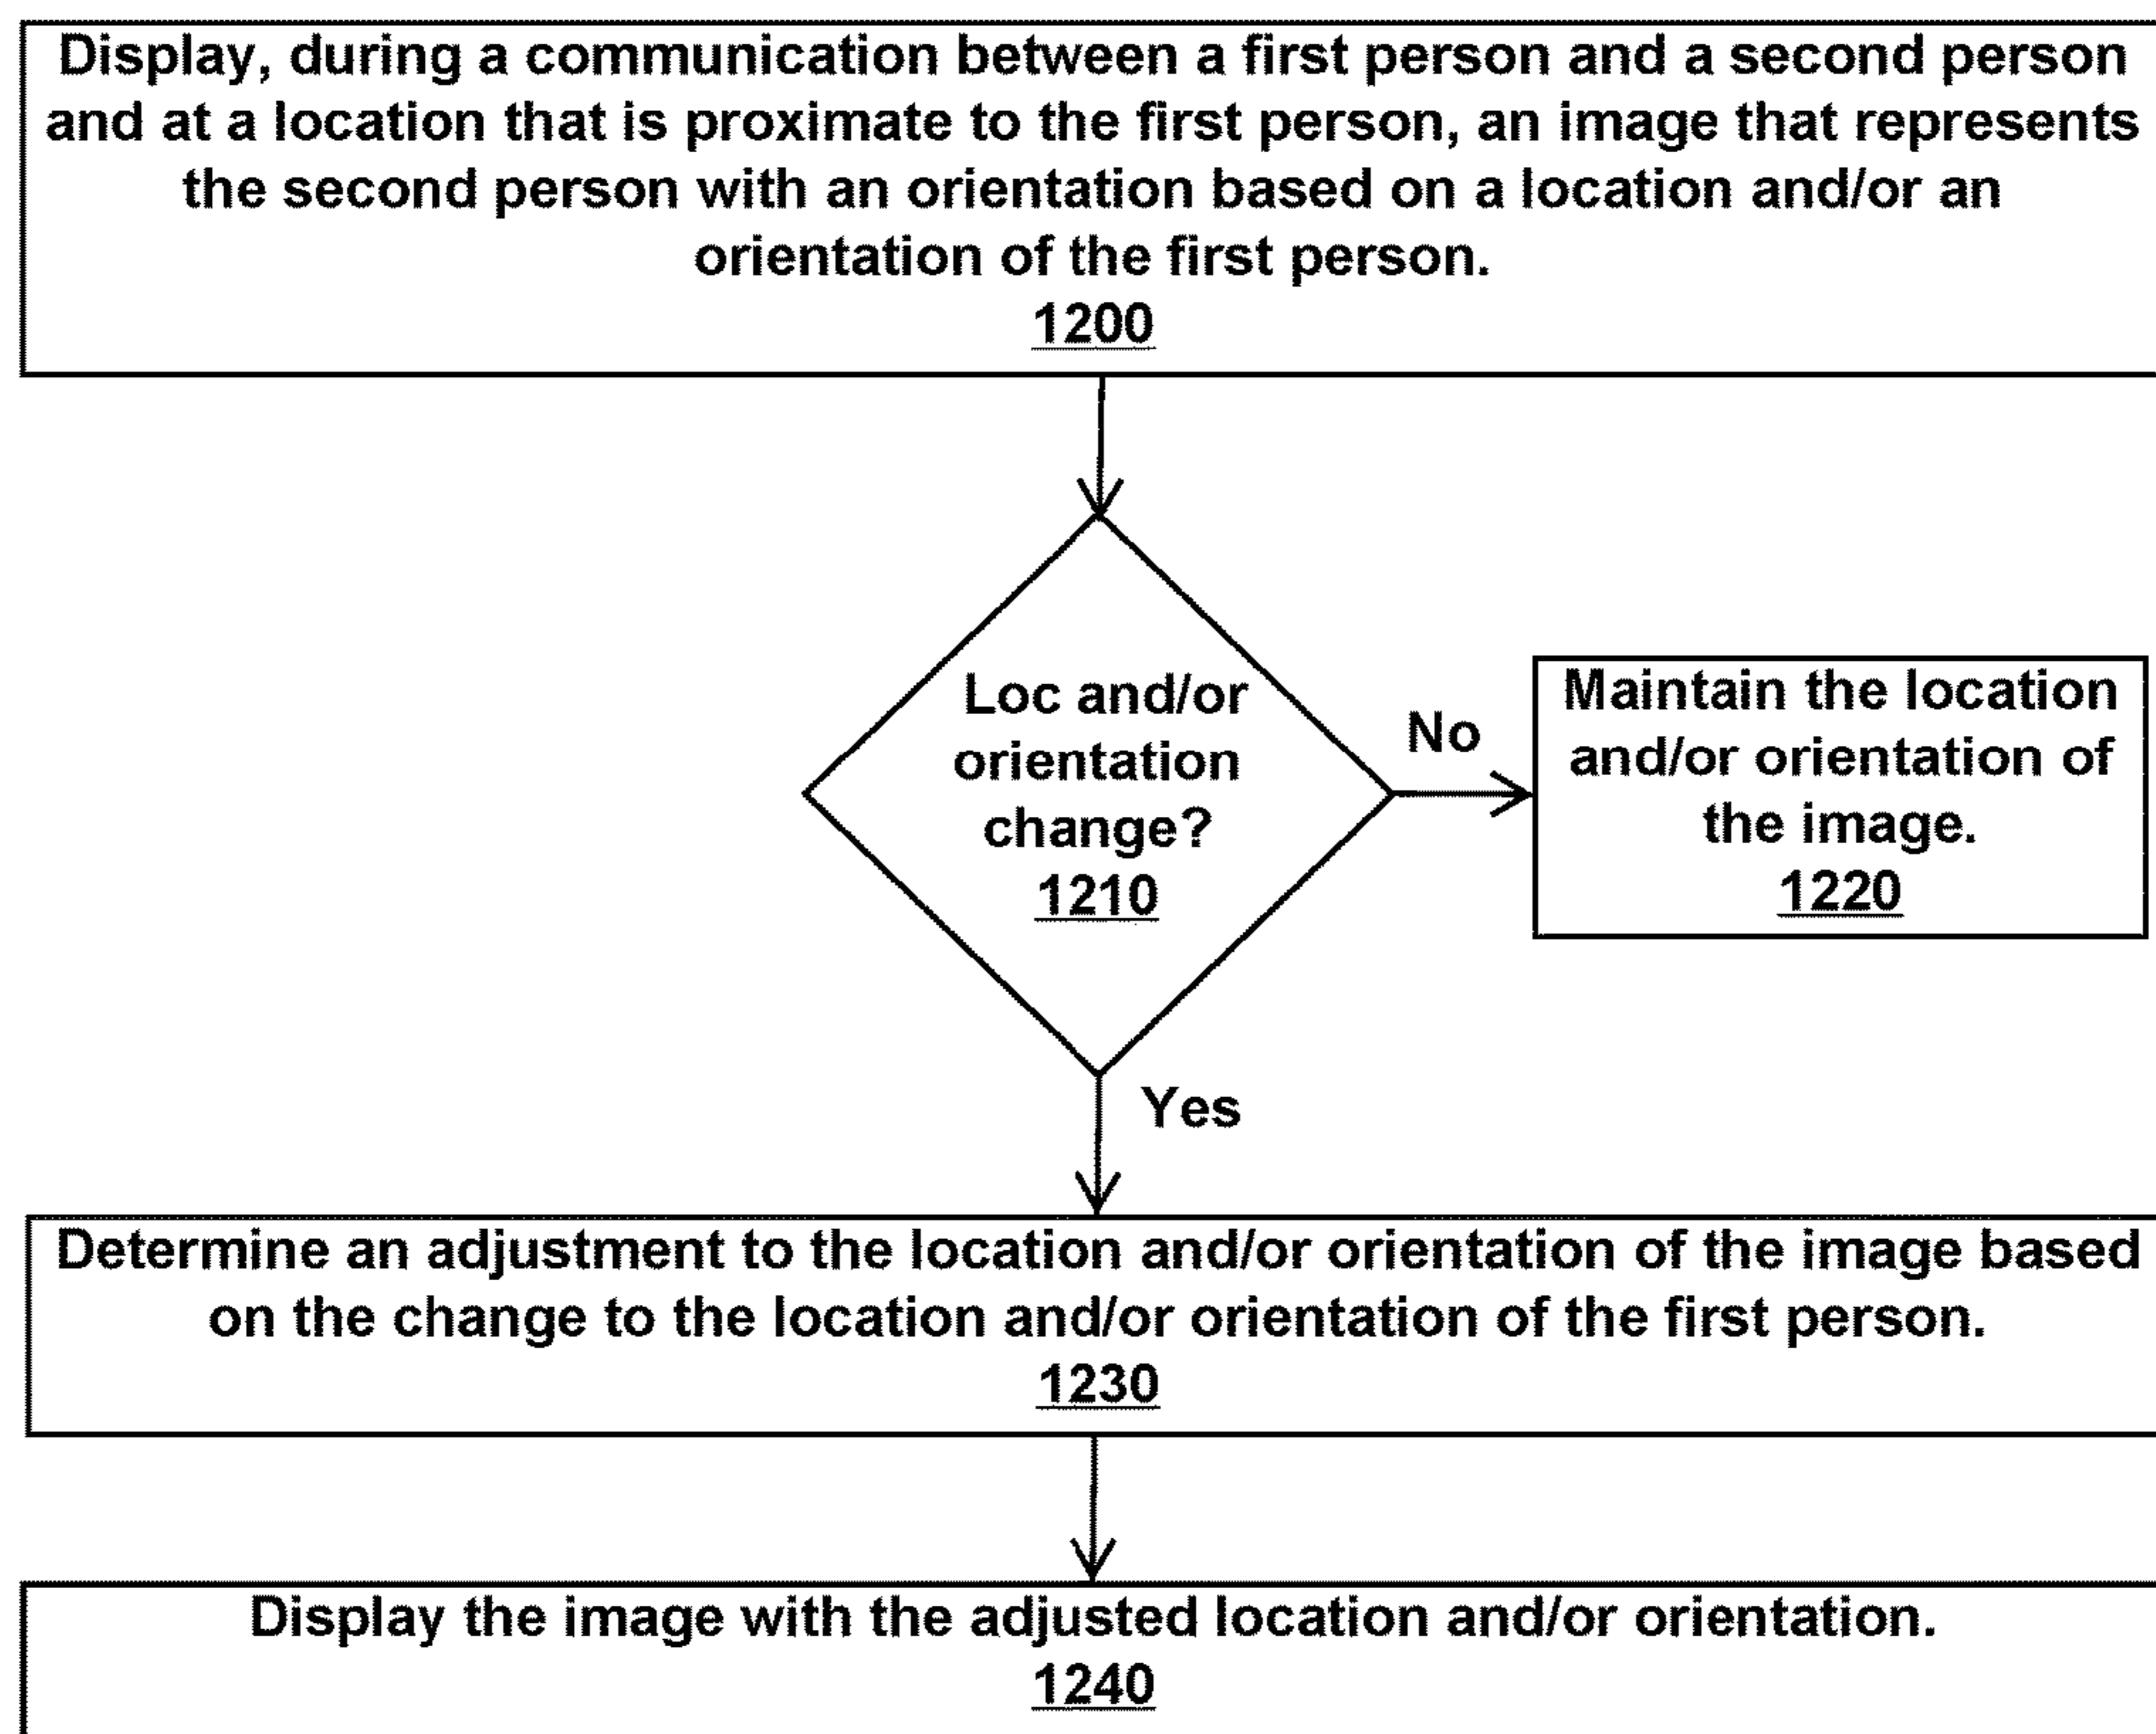 Display, during a communication between a first person and a second person
and at a location that is proximate to the first person, an image that represents
the second person with an orientation based on a location and/or an
orientation of the first person.
1200
Loc and/or
orientation
change?
1210
No
Maintain the location
and/or orientation of
the image.
1220
Yes
Determine an adjustment to the location and/or orientation of the image based
on the change to the location and/or orientation of the first person.
1230
Display the image with the adjusted location and/or orientation.
1240